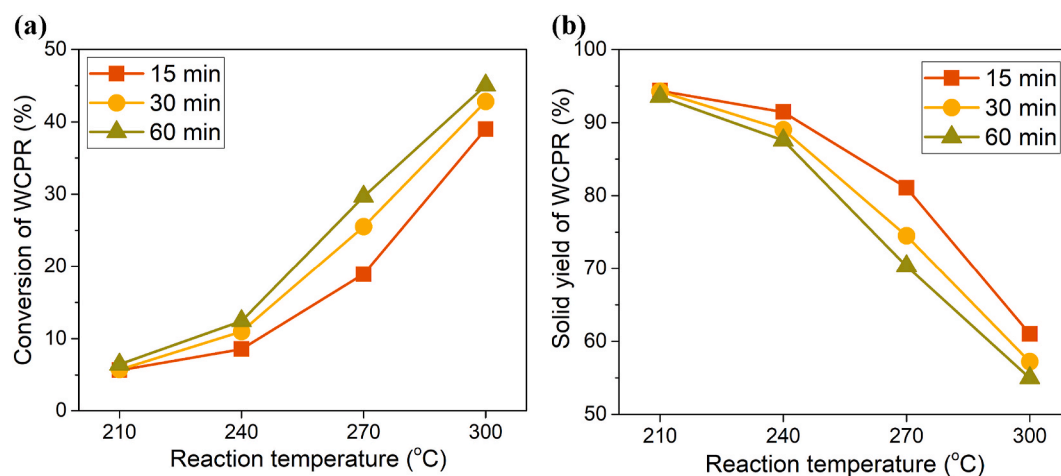 (a)
50
40
30
20
10
0
Conversion of WCPR (%)
15 min
30 min
60 min
210
240
270
300
Reaction temperature (°C)
(b)
100
90
80
70
60
50
Solid yield of WCPR (%)
15 min
30 min
60 min
210
240
270
300
Reaction temperature (°C)